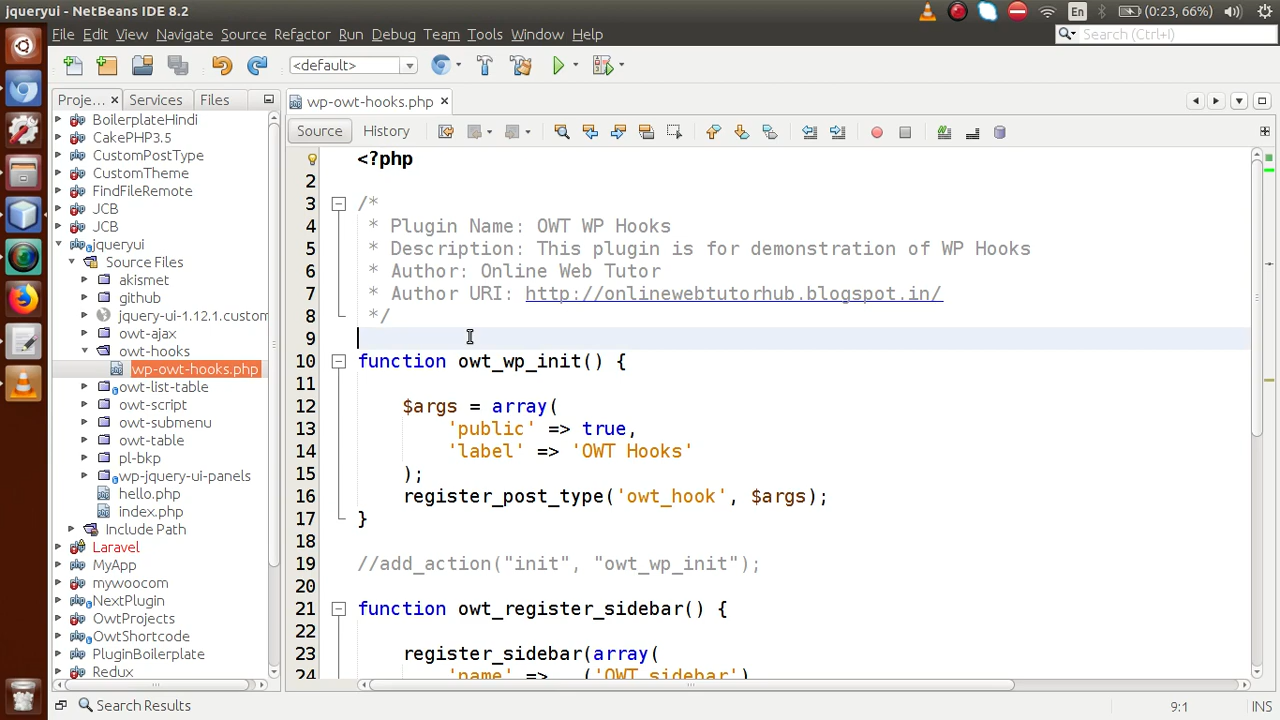 jqueryui - NetBeans IDE 8.2
En
(0:23, 66%)
File Edit View Navigate Source Refactor Run Debug Team Tools Window Help
Search (Ctrl+I)
<default>
Proje... Services Files
wp-owt-hooks.php
Source History
BoilerplateHindi
CakePHP3.5
CustomPostType
CustomTheme
FindFileRemote
JCB
JCB
jqueryui
Source Files
akismet
github
jquery-ui-1.12.1.custom
owt-ajax
owt-hooks
wp-owt-hooks.php
owt-list-table
owt-script
owt-submenu
owt-table
pl-bkp
wp-jquery-ui-panels
hello.php
index.php
Include Path
Laravel
MyApp
mywoocom
NextPlugin
OwtProjects
OwtShortcode
PluginBoilerplate
Redux
<?php
2
3 /*
4 * Plugin Name: OWT WP Hooks
5 * Description: This plugin is for demonstration of WP Hooks
6 * Author: Online Web Tutor
7 * Author URI: http://onlinewebtutorhub.blogspot.in/
8 */
9
10 function owt_wp_init() {
11
12 $args = array(
13 'public' => true,
14 'label' => 'OWT Hooks'
15 );
16 register_post_type('owt_hook', $args);
17 }
18
19 //add_action("init", "owt_wp_init");
20
21 function owt_register_sidebar() {
22
23 register_sidebar(array(
24 'name' => __('OWT sidebar')
Search Results
9:1
INS